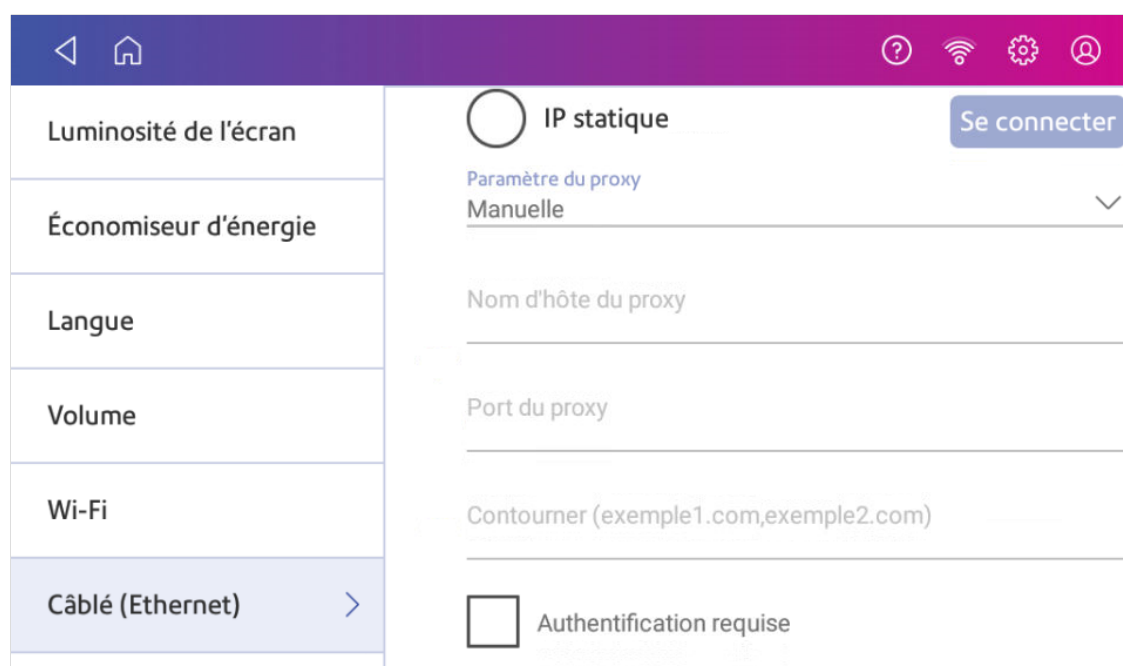 Luminosité de l'écran
Économiseur d'énergie
Langue
Volume
Wi-Fi
Câblé (Ethernet)
IP statique
Se connecter
Paramètre du proxy
Manuelle
Nom d'hôte du proxy
Port du proxy
Contourner (exemple1.com,exemple2.com)
Authentification requise